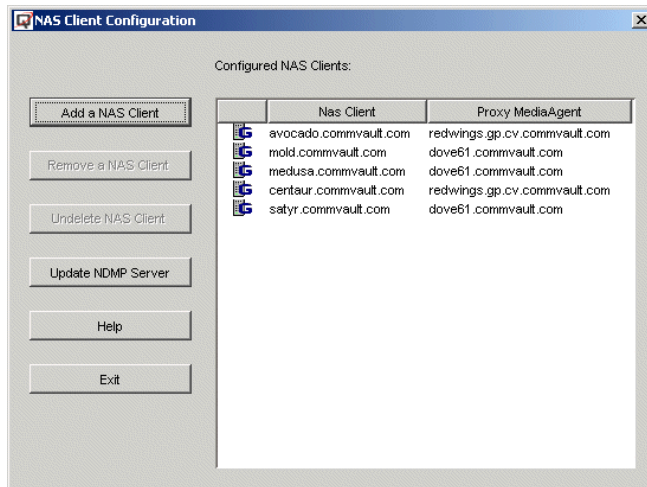 NAS Client Configuration
Configured NAS Clients:
Add a NAS Client
Remove a NAS Client
Undelete NAS Client
Update NDMP Server
Help
Exit
Nas Client Proxy MediaAgent
avocado.commvault.com redwings.gp.cv.commvault.com
mold.commvault.com dove61.commvault.com
medusa.commvault.com dove61.commvault.com
centaur.commvault.com redwings.gp.cv.commvault.com
satyr.commvault.com dove61.commvault.com